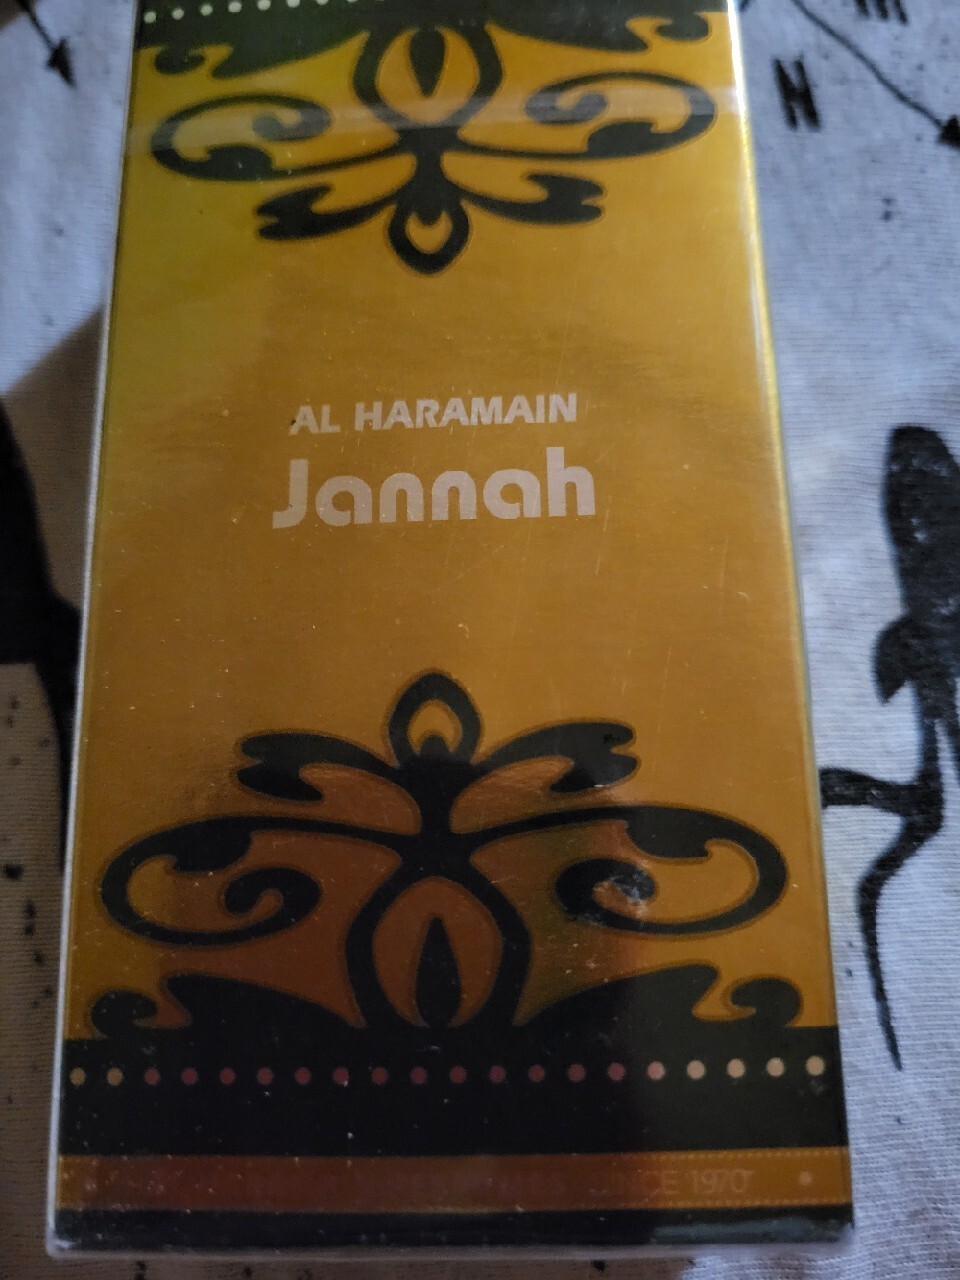 N
AL HARAMAIN
Jannah
SINCE 1970